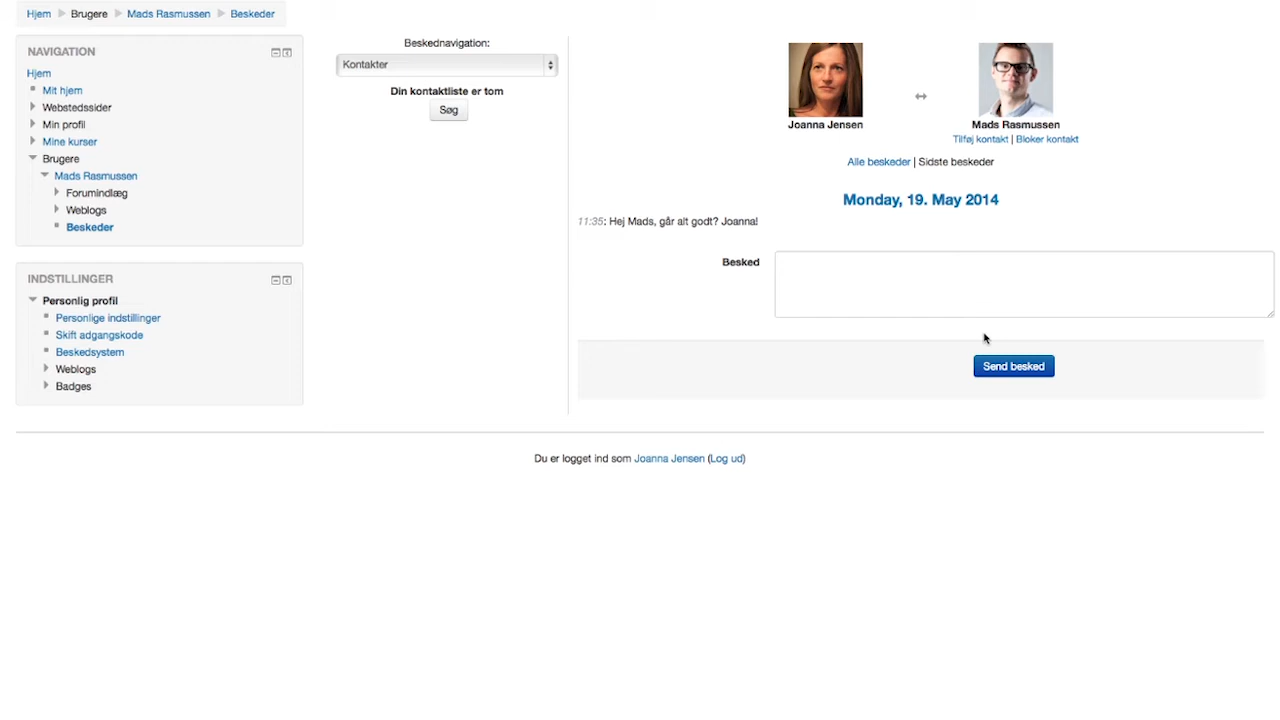 Hjem Brugere Mads Rasmussen Beskeder
NAVIGATION
Hjem
Mit hjem
Webstedssider
Min profil
Mine kurser
Brugere
Mads Rasmussen
Forumindlæg
Weblogs
Beskeder
INDSTILLINGER
Personlig profil
Personlige indstillinger
Skift adgangskode
Beskedsystem
Weblogs
Badges
Beskednavigation:
Kontakter
Din kontaktliste er tom
Søg
Joanna Jensen
Mads Rasmussen
Tilføj kontakt | Bloker kontakt
Alle beskeder | Sidste beskeder
Monday, 19. May 2014
11:35: Hej Mads, går alt godt? Joanna!
Besked
Send besked
Du er logget ind som Joanna Jensen (Log ud)